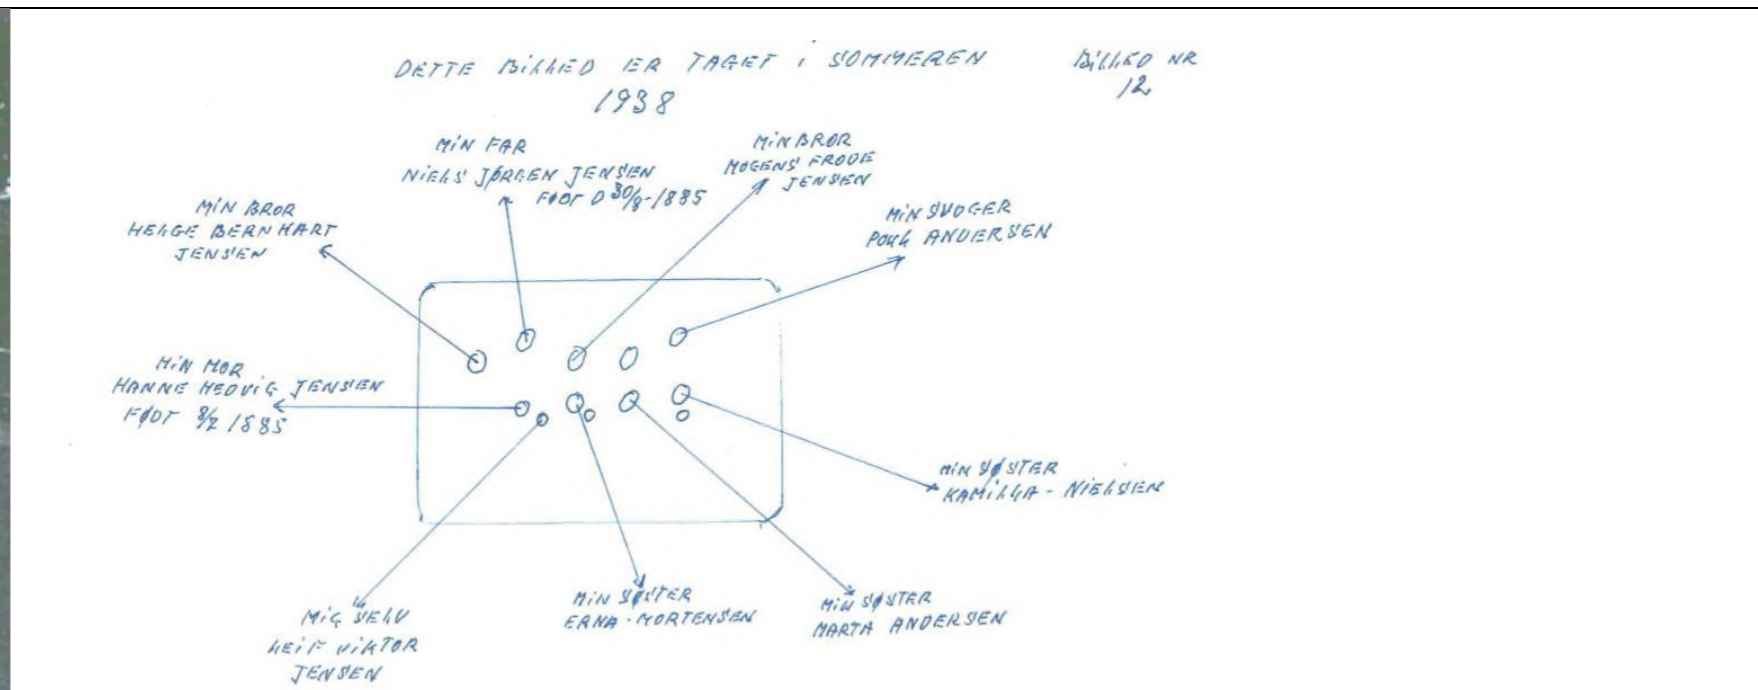 DETTE BILLED ER TAGET i SOMMEREN
1938
BILLED NR
12
MiN FAR
NiELS JØRGEN JENSEN
FØDT D 30/8-1885
MiN BROR
MOGENS FRODE
JENSEN
MiN BROR
HELGE BERNHART
JENSEN
MiN SVOGER
POUL ANDERSEN
MiN MOR
HANNE HEDViG JENSEN
FØDT 8/2 1885
MiN SØSTER
KAMiLLA - NiELSEN
MiG SELV
LEiF ViKTOR
JENSEN
MiN SØSTER
ERNA - MORTENSEN
MiN SØSTER
MARTA ANDERSEN